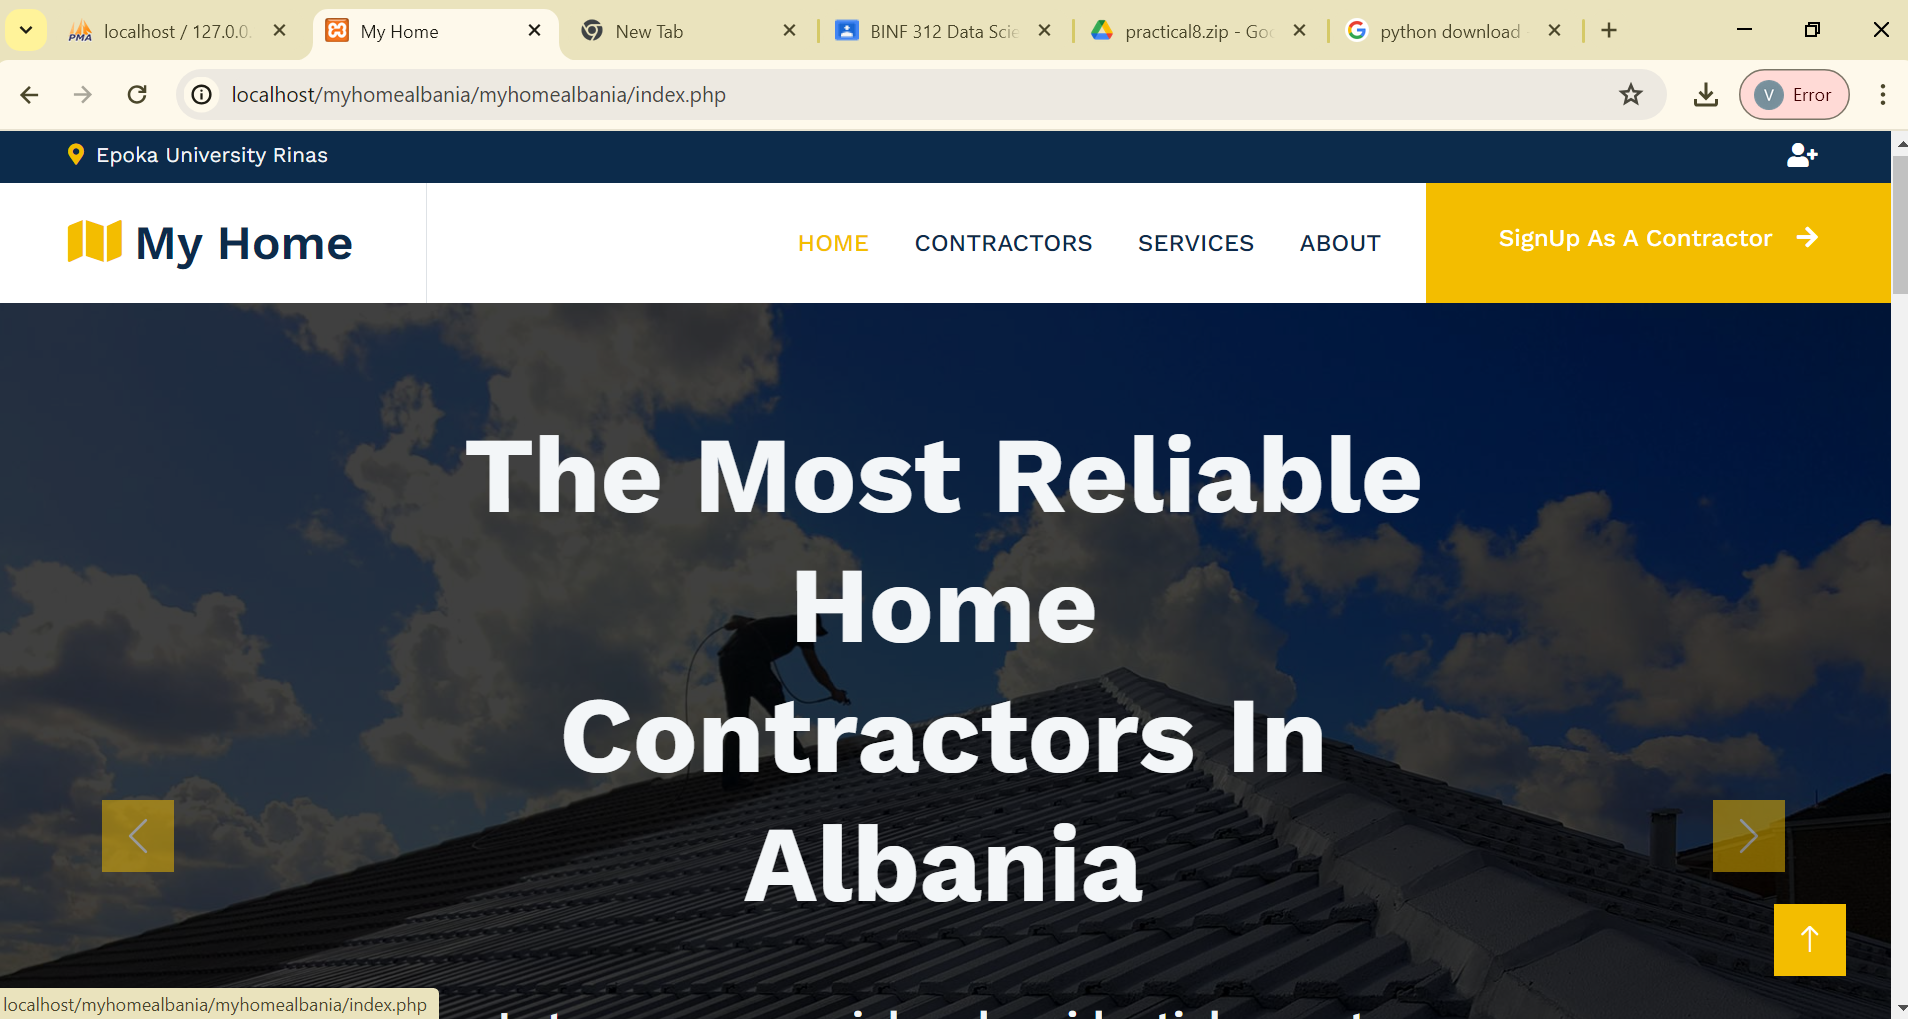 localhost / 127.0.0.
My Home
New Tab
BINF 312 Data Scie
practical8.zip - Goo
python download
localhost/myhomealbania/myhomealbania/index.php
V
Error
Epoka University Rinas
My Home
HOME
CONTRACTORS
SERVICES
ABOUT
SignUp As A Contractor
The Most Reliable
Home
Contractors In
Albania
localhost/myhomealbania/myhomealbania/index.php